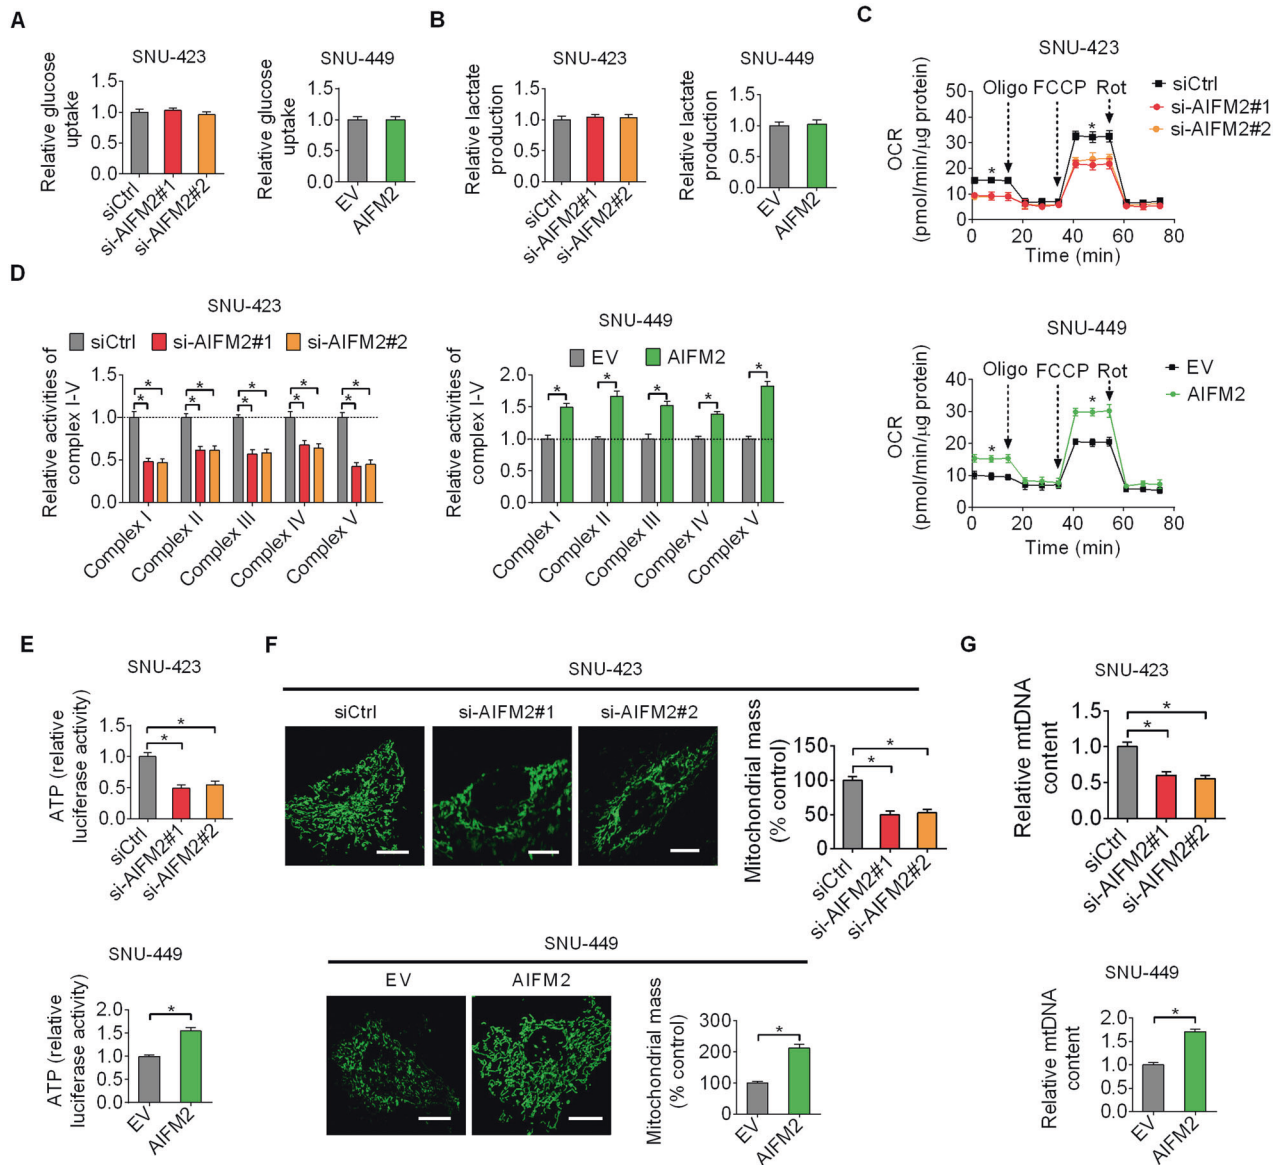 A
SNU-423
Relative glucose
uptake
1.5
1.0
0.5
0.0
siCtrl
si-AIFM2#1
si-AIFM2#2
SNU-449
Relative glucose
uptake
1.5
1.0
0.5
0.0
EV
AIFM2
B
SNU-423
Relative lactate
production
1.5
1.0
0.5
0.0
siCtrl
si-AIFM2#1
si-AIFM2#2
SNU-449
Relative lactate
production
1.5
1.0
0.5
0.0
EV
AIFM2
C
SNU-423
OCR
(pmol/min/µg protein)
50
40
30
20
10
0
Oligo
FCCP
Rot
*
*
siCtrl
si-AIFM2#1
si-AIFM2#2
0 20 40 60 80
Time (min)
SNU-449
OCR
(pmol/min/µg protein)
40
30
20
10
0
Oligo
FCCP
Rot
*
*
EV
AIFM2
0 20 40 60 80
Time (min)
D
SNU-423
siCtrl si-AIFM2#1 si-AIFM2#2
Relative activities of
complex I-V
1.5
1.0
0.5
0.0
* * * * *
* * * * *
Complex I
Complex II
Complex III
Complex IV
Complex V
SNU-449
EV AIFM2
Relative activities of
complex I-V
2.0
1.5
1.0
0.5
0.0
* * * * *
Complex I
Complex II
Complex III
Complex IV
Complex V
E
SNU-423
ATP (relative
luciferase activity)
1.5
1.0
0.5
0.0
*
*
siCtrl
si-AIFM2#1
si-AIFM2#2
SNU-449
ATP (relative
luciferase activity)
2.0
1.5
1.0
0.5
0.0
*
EV
AIFM2
F
SNU-423
siCtrl si-AIFM2#1 si-AIFM2#2
Mitochondrial mass
(% control)
150
100
50
0
*
*
siCtrl
si-AIFM2#1
si-AIFM2#2
SNU-449
EV AIFM2
Mitochondrial mass
(% control)
300
200
100
0
*
EV
AIFM2
G
SNU-423
Relative mtDNA
content
1.5
1.0
0.5
0.0
*
*
siCtrl
si-AIFM2#1
si-AIFM2#2
SNU-449
Relative mtDNA
content
2.0
1.5
1.0
0.5
0.0
*
EV
AIFM2